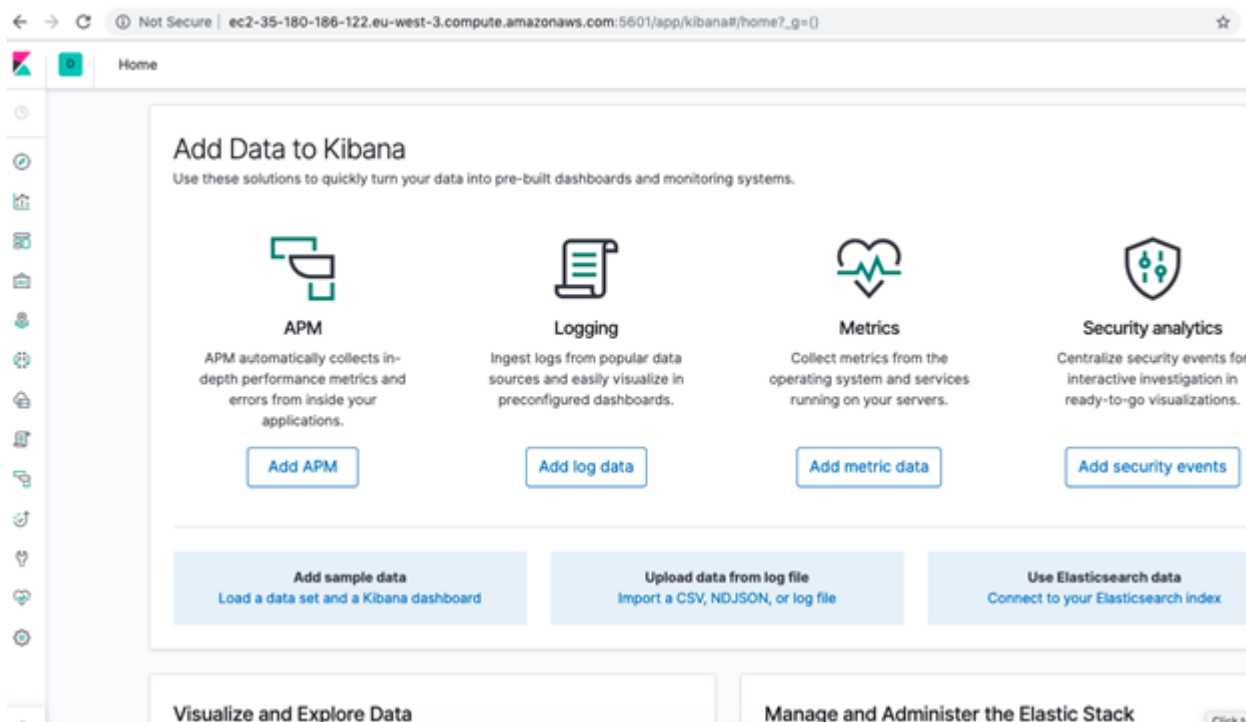 Not Secure | ec2-35-180-186-122.eu-west-3.compute.amazonaws.com:5601/app/kibana#/home?_g=()
D
Home
Add Data to Kibana
Use these solutions to quickly turn your data into pre-built dashboards and monitoring systems.
APM
APM automatically collects in-
depth performance metrics and
errors from inside your
applications.
Add APM
Logging
Ingest logs from popular data
sources and easily visualize in
preconfigured dashboards.
Add log data
Metrics
Collect metrics from the
operating system and services
running on your servers.
Add metric data
Security analytics
Centralize security events for
interactive investigation in
ready-to-go visualizations.
Add security events
Add sample data
Load a data set and a Kibana dashboard
Upload data from log file
Import a CSV, NDJSON, or log file
Use Elasticsearch data
Connect to your Elasticsearch index
Visualize and Explore Data
Manage and Administer the Elastic Stack